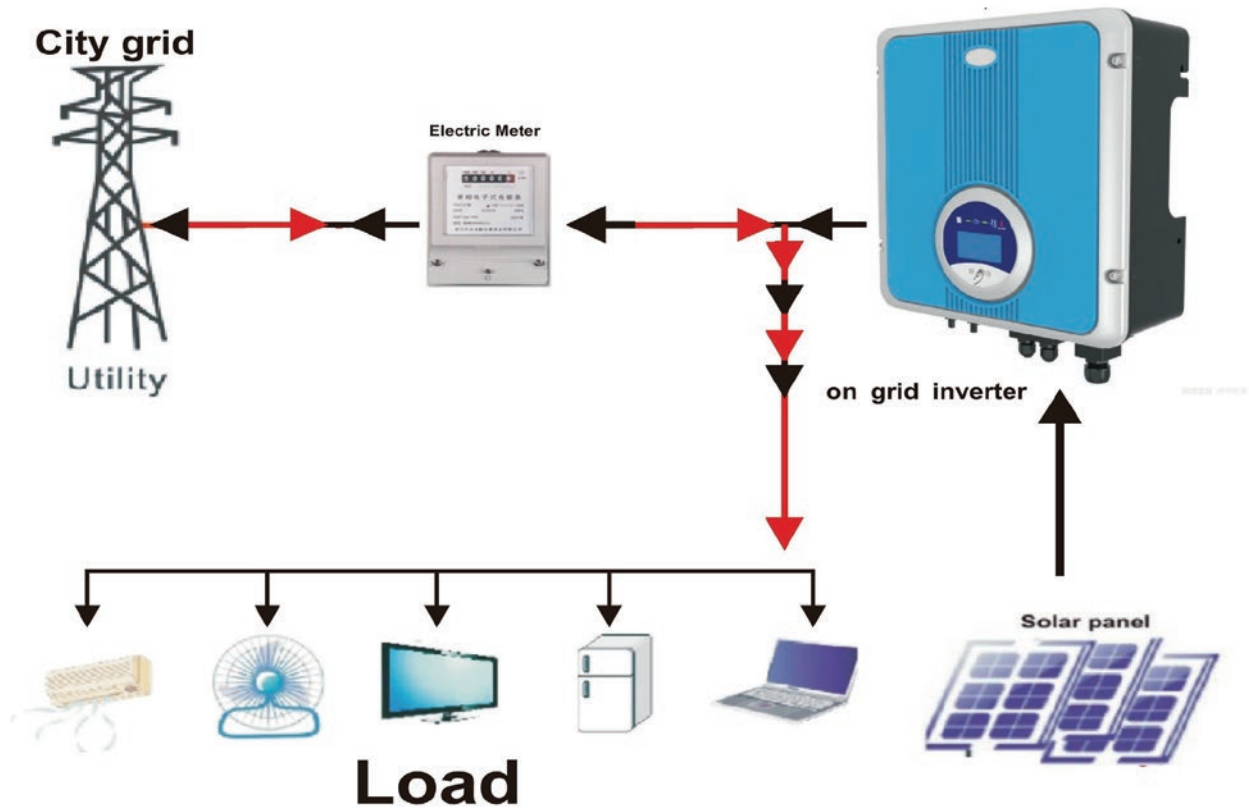 City grid
Electric Meter
Utility
on grid inverter
Solar panel
Load